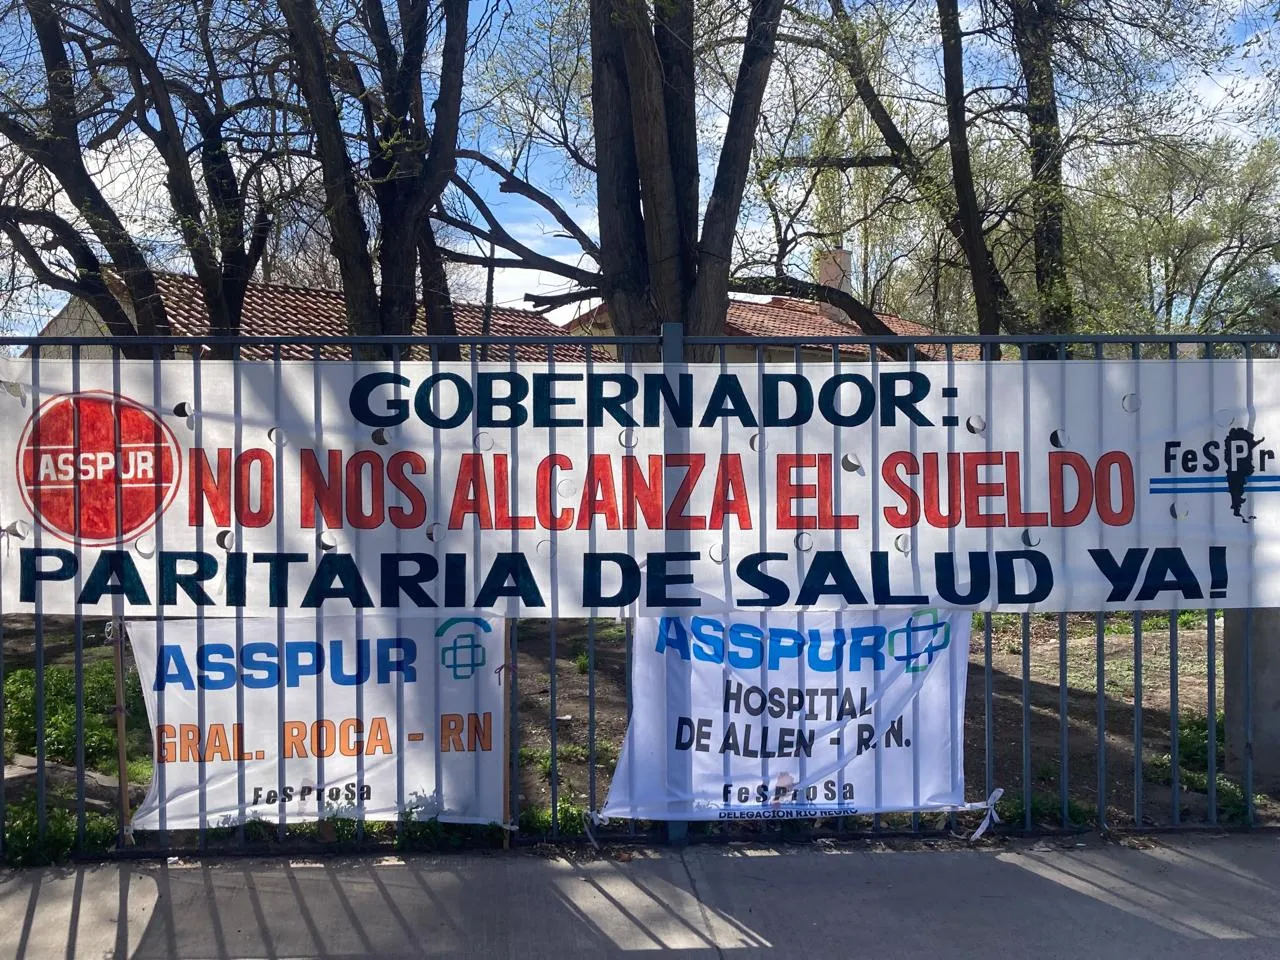 GOBERNADOR:
ASSPUR
NO NOS ALCANZA EL SUELDO
FeSPr
PARITARIA DE SALUD YA!
ASSPUR
GRAL. ROCA - RN
FeSProSa
ASSPUR
HOSPITAL
DE ALLEN - R.N.
FeSProSa
DELEGACION RIO NEGRO